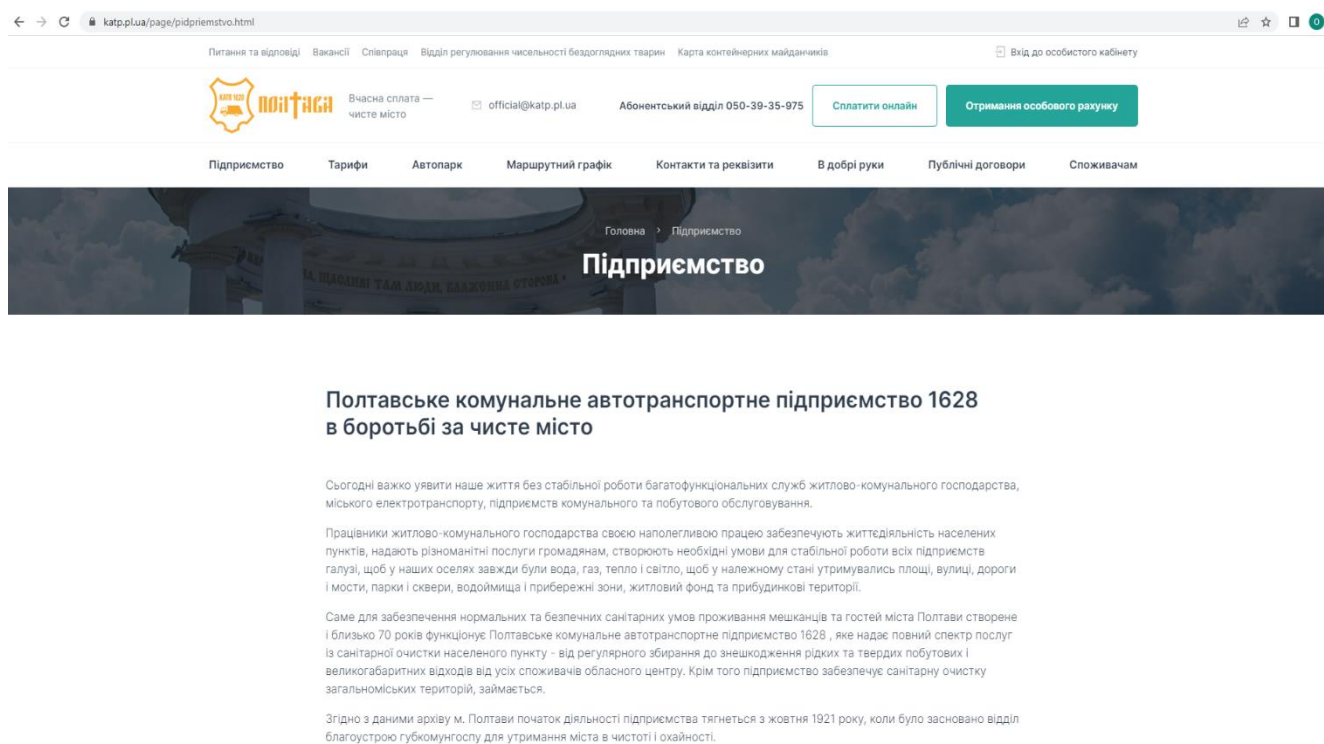 katp.pl.ua/page/pidpriemstvo.html
О
Питання та відповіді Вакансії Співпраця Відділ регулювання чисельності бездоглядних тварин Карта контейнерних майданчиків Вхід до особистого кабінету
КАТП 1628
Полтава
Вчасна сплата —
чисте місто
official@katp.pl.ua
Абонентський відділ 050-39-35-975
Сплатити онлайн
Отримання особового рахунку
Підприємство Тарифи Автопарк Маршрутний графік Контакти та реквізити В добрі руки Публічні договори Споживачам
ЩАСЛИВІ ТАМ ЛЮДИ, БЛАЖЕННА СТОРОНА
Головна > Підприємство
Підприємство
Полтавське комунальне автотранспортне підприємство 1628
в боротьбі за чисте місто
Сьогодні важко уявити наше життя без стабільної роботи багатофункціональних служб житлово-комунального господарства,
міського електротранспорту, підприємств комунального та побутового обслуговування.
Працівники житлово-комунального господарства своєю наполегливою працею забезпечують життєдіяльність населених
пунктів, надають різноманітні послуги громадянам, створюють необхідні умови для стабільної роботи всіх підприємств
галузі, щоб у наших оселях завжди були вода, газ, тепло і світло, щоб у належному стані утримувались площі, вулиці, дороги
і мости, парки і сквери, водоймища і прибережні зони, житловий фонд та прибудинкові території.
Саме для забезпечення нормальних та безпечних санітарних умов проживання мешканців та гостей міста Полтави створене
і близько 70 років функціонує Полтавське комунальне автотранспортне підприємство 1628 , яке надає повний спектр послуг
із санітарної очистки населеного пункту - від регулярного збирання до знешкодження рідких та твердих побутових і
великогабаритних відходів від усіх споживачів обласного центру. Крім того підприємство забезпечує санітарну очистку
загальноміських територій, займається.
Згідно з даними архіву м. Полтави початок діяльності підприємства тягнеться з жовтня 1921 року, коли було засновано відділ
благоустрою губкомунгоспу для утримання міста в чистоті і охайності.